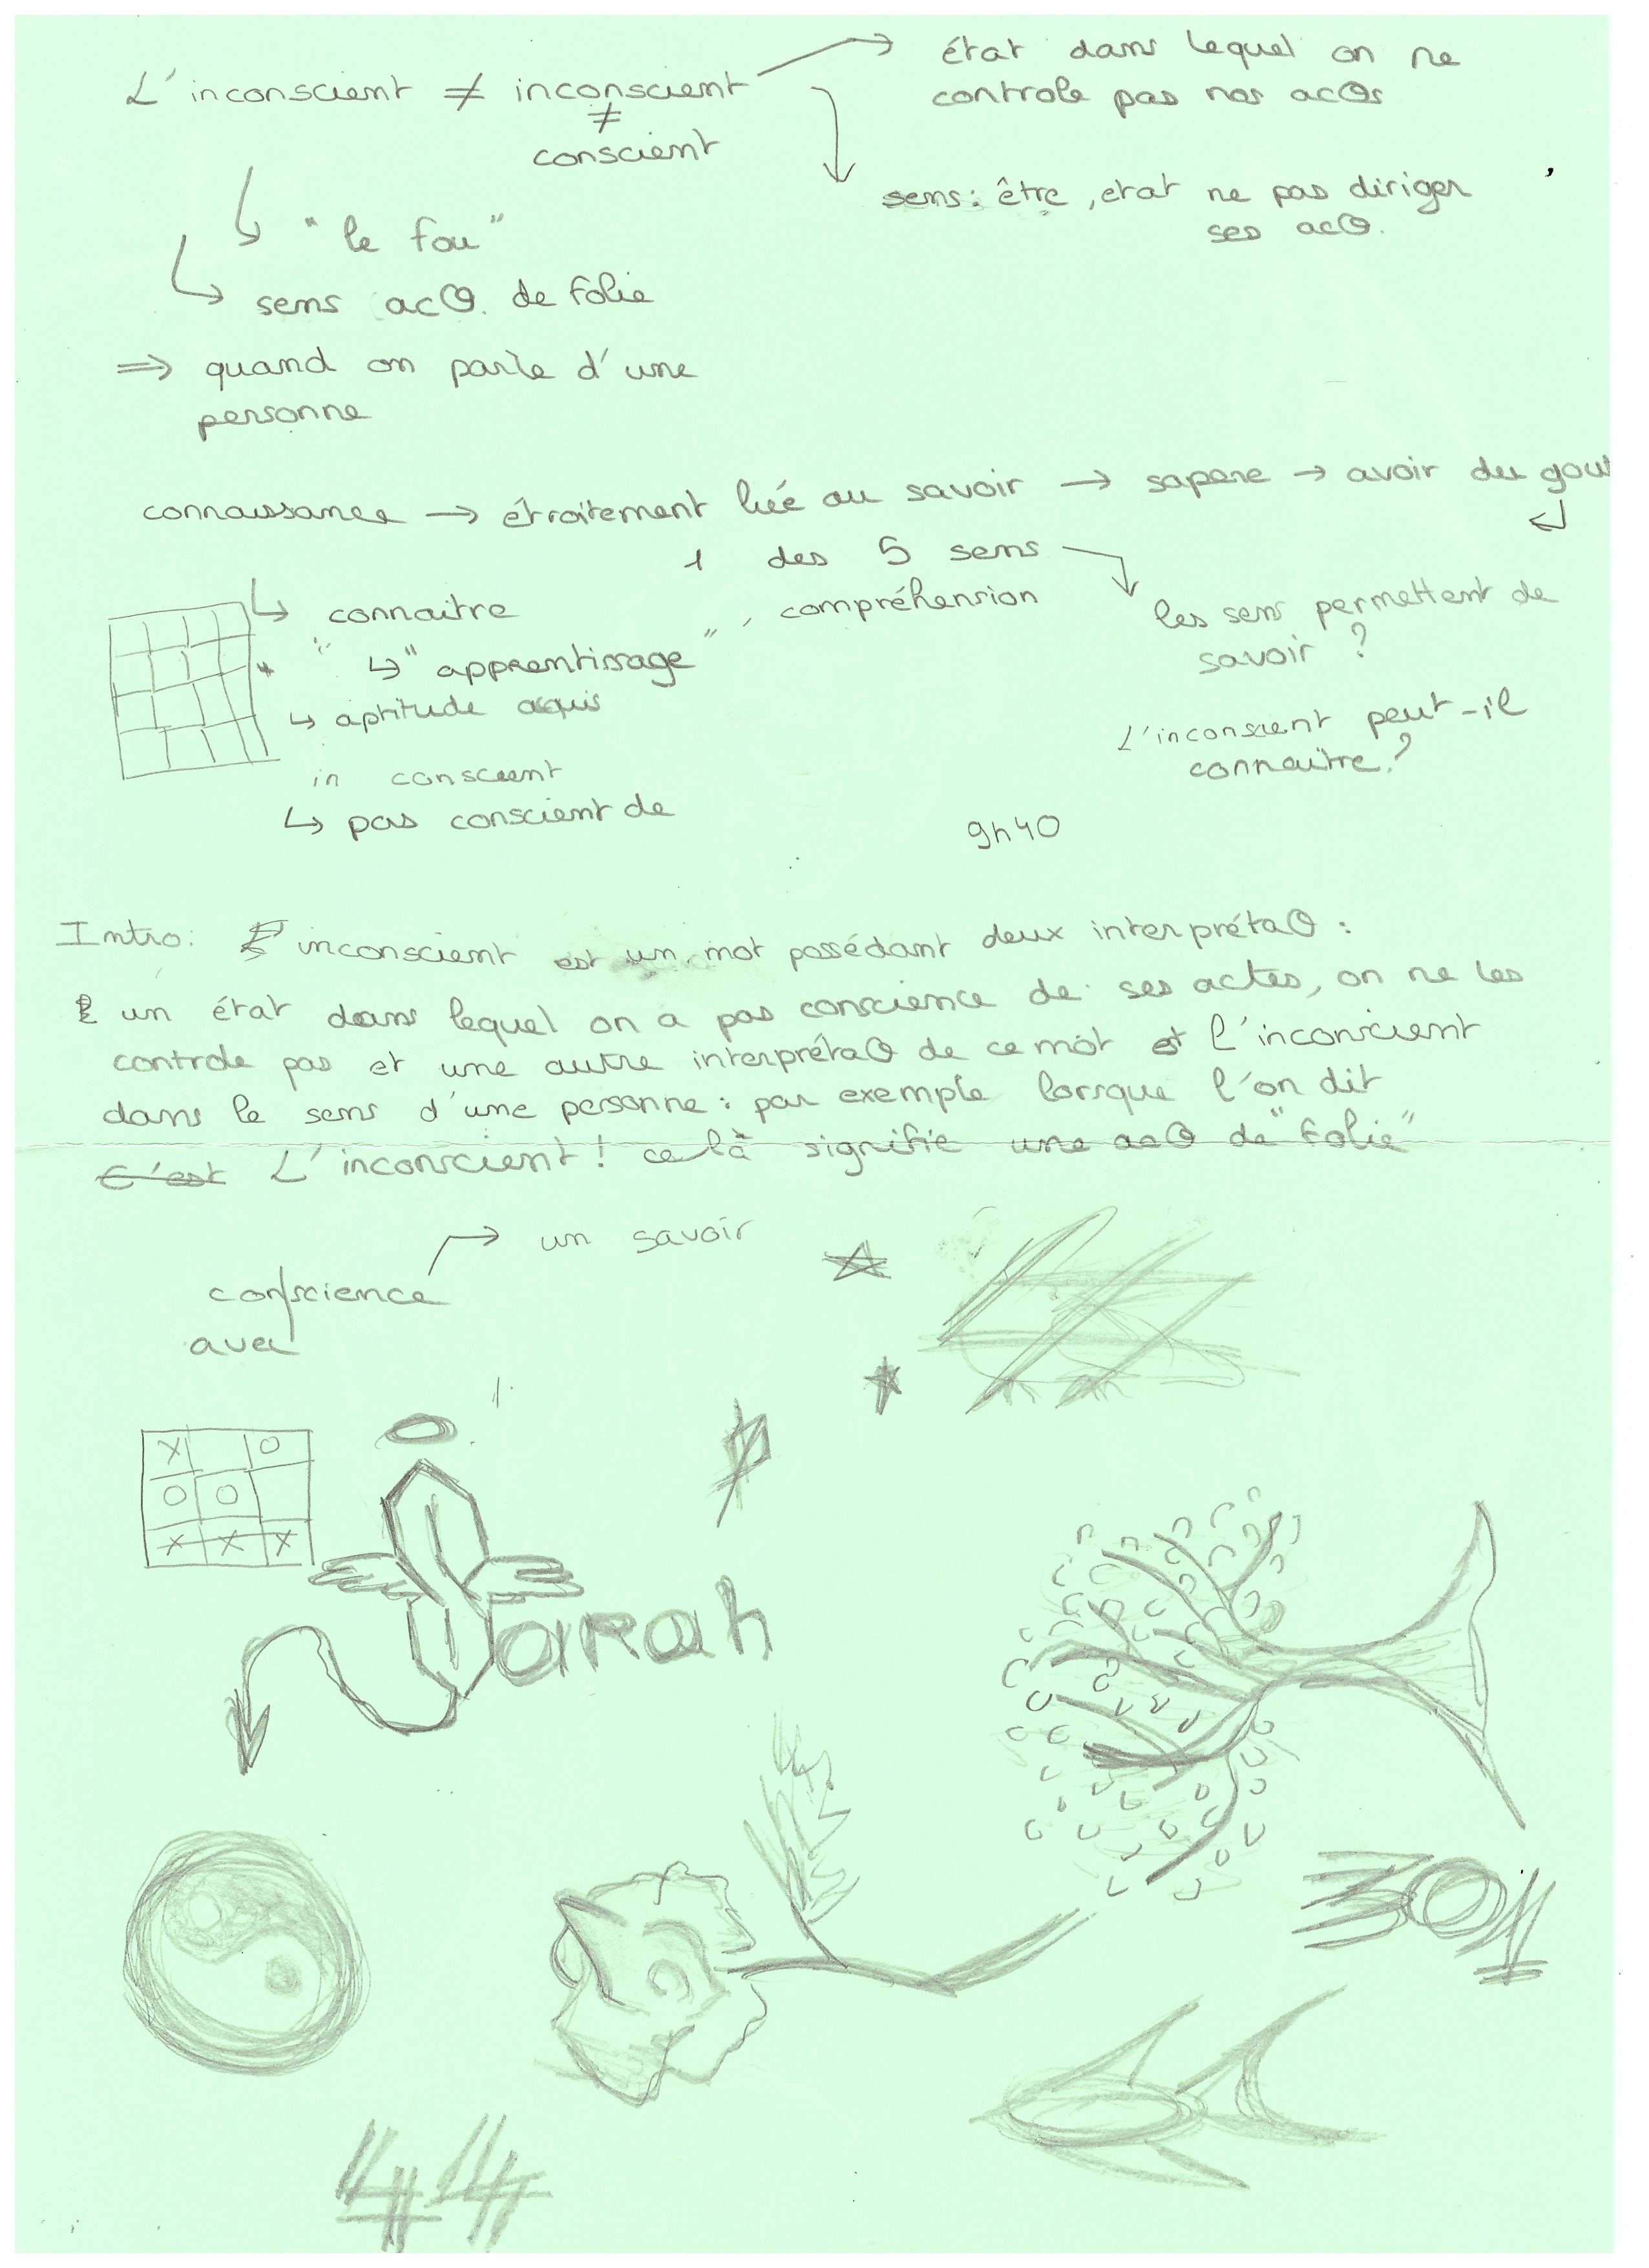 L'inconscient ≠ inconscient → état dans lequel on ne
controle pas nos acΘs
≠
conscient
sens: être, etat ne pas diriger
ses acΘ.
"le fou"
↳ sens acΘ. de folie
⇒ quand on parle d'une
personne
connaissance → étroitement liée au savoir → sapere → avoir du gout
1 des 5 sens
↳ connaitre , compréhension
↳ "apprentissage"
↳ aptitude acquis
les sens permettent de
savoir ?
L'inconscient peut-il
connaitre ?
in conscient
↳ pas conscient de
9h40
Intro: inconscient est un mot possédant deux interprétaΘ :
un état dans lequel on a pas conscience de ses actes, on ne les
controle pas et une autre interprétaΘ de ce mot est l'inconscient
dans le sens d'une personne : par exemple lorsque l'on dit
C'est L'inconscient ! celà signifie une acΘ de "folie"
→ un savoir
con/science
avec
X O
O O
X X X
Sarah
3011
44